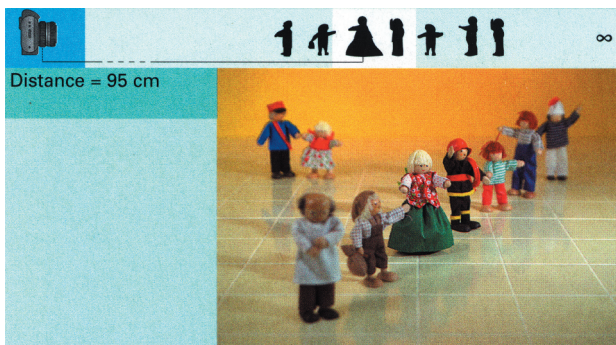 ∞
Distance = 95 cm